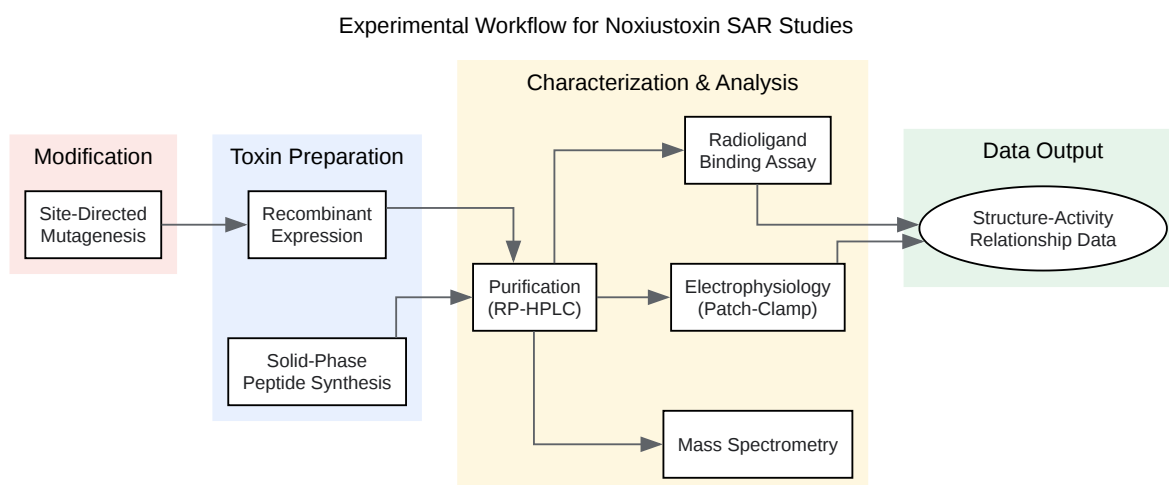 Experimental Workflow for Noxiustoxin SAR Studies
Modification
Site-Directed
Mutagenesis
Toxin Preparation
Recombinant
Expression
Solid-Phase
Peptide Synthesis
Characterization & Analysis
Purification
(RP-HPLC)
Radioligand
Binding Assay
Electrophysiology
(Patch-Clamp)
Mass Spectrometry
Data Output
Structure-Activity
Relationship Data